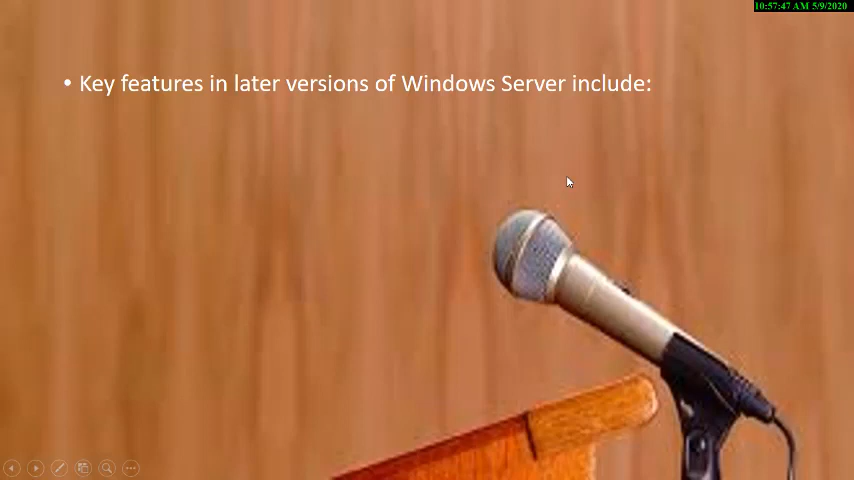 10:57:47 AM 5/9/2020
• Key features in later versions of Windows Server include: